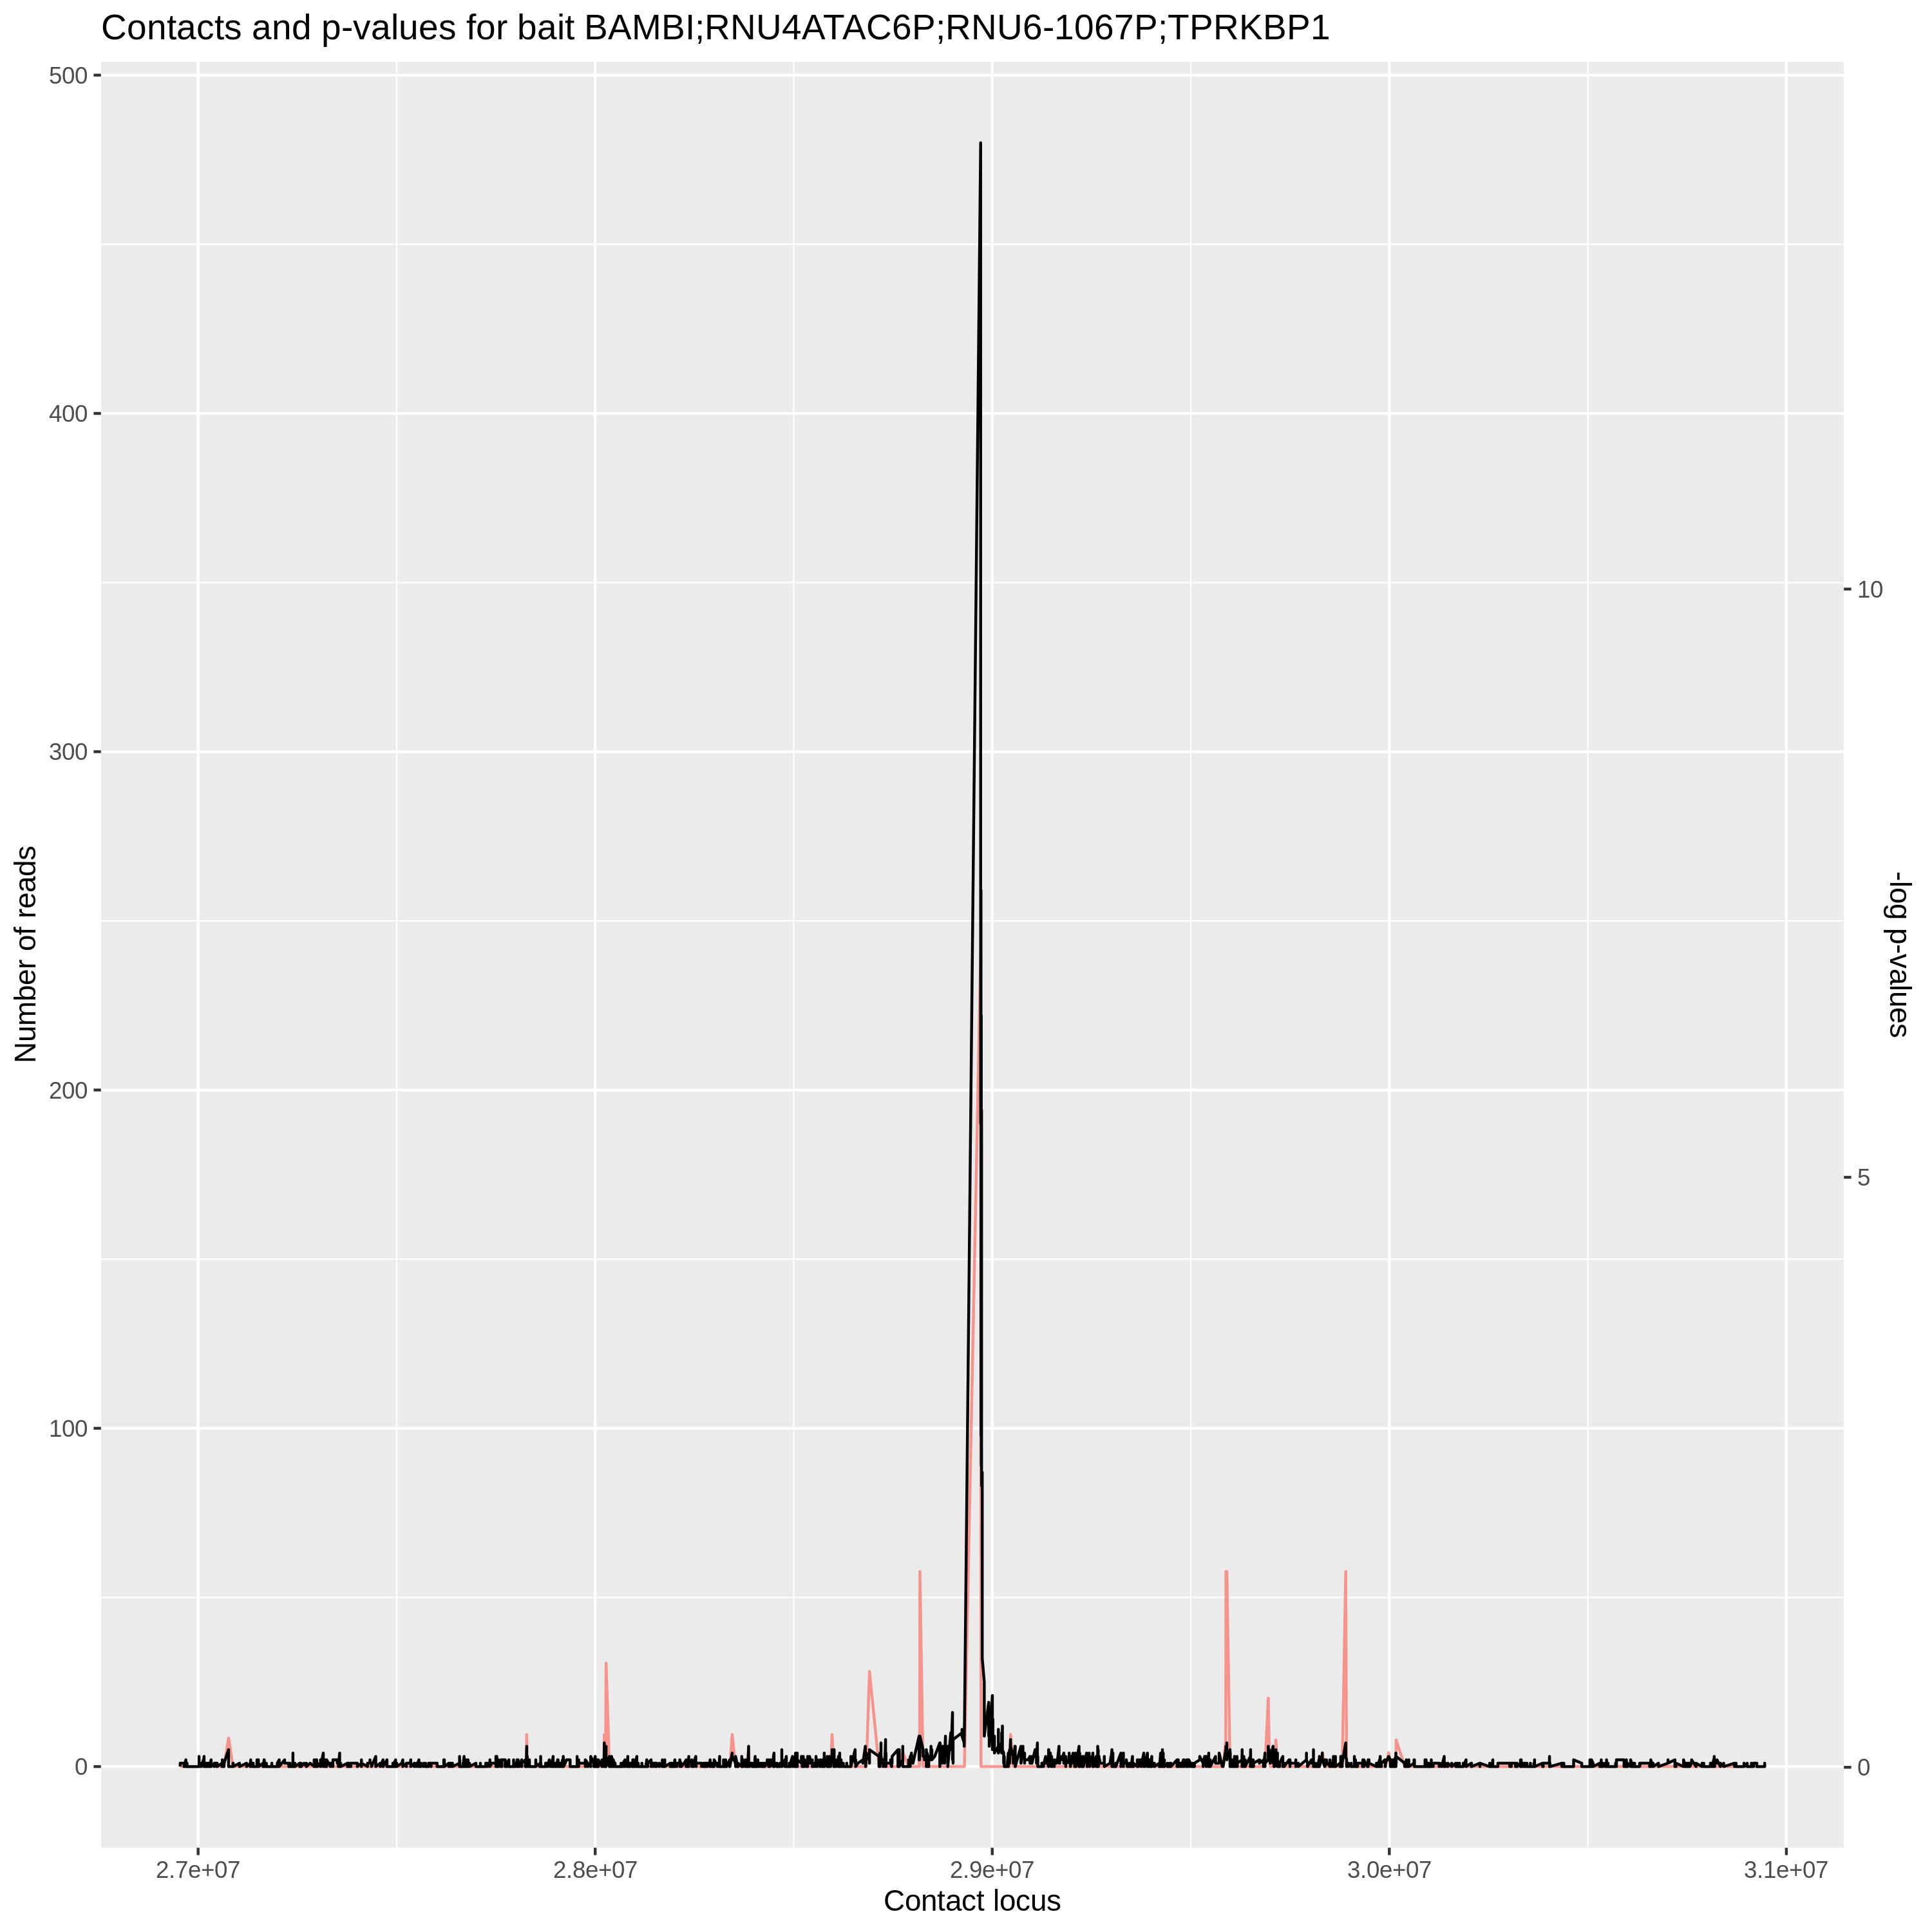 Contacts and p-values for bait BAMBI;RNU4ATAC6P;RNU6-1067P;TPRKBP1
500
400
300
200
100
0
Number of reads
10
5
0
-log p-values
2.7e+07 2.8e+07 2.9e+07 3.0e+07 3.1e+07
Contact locus